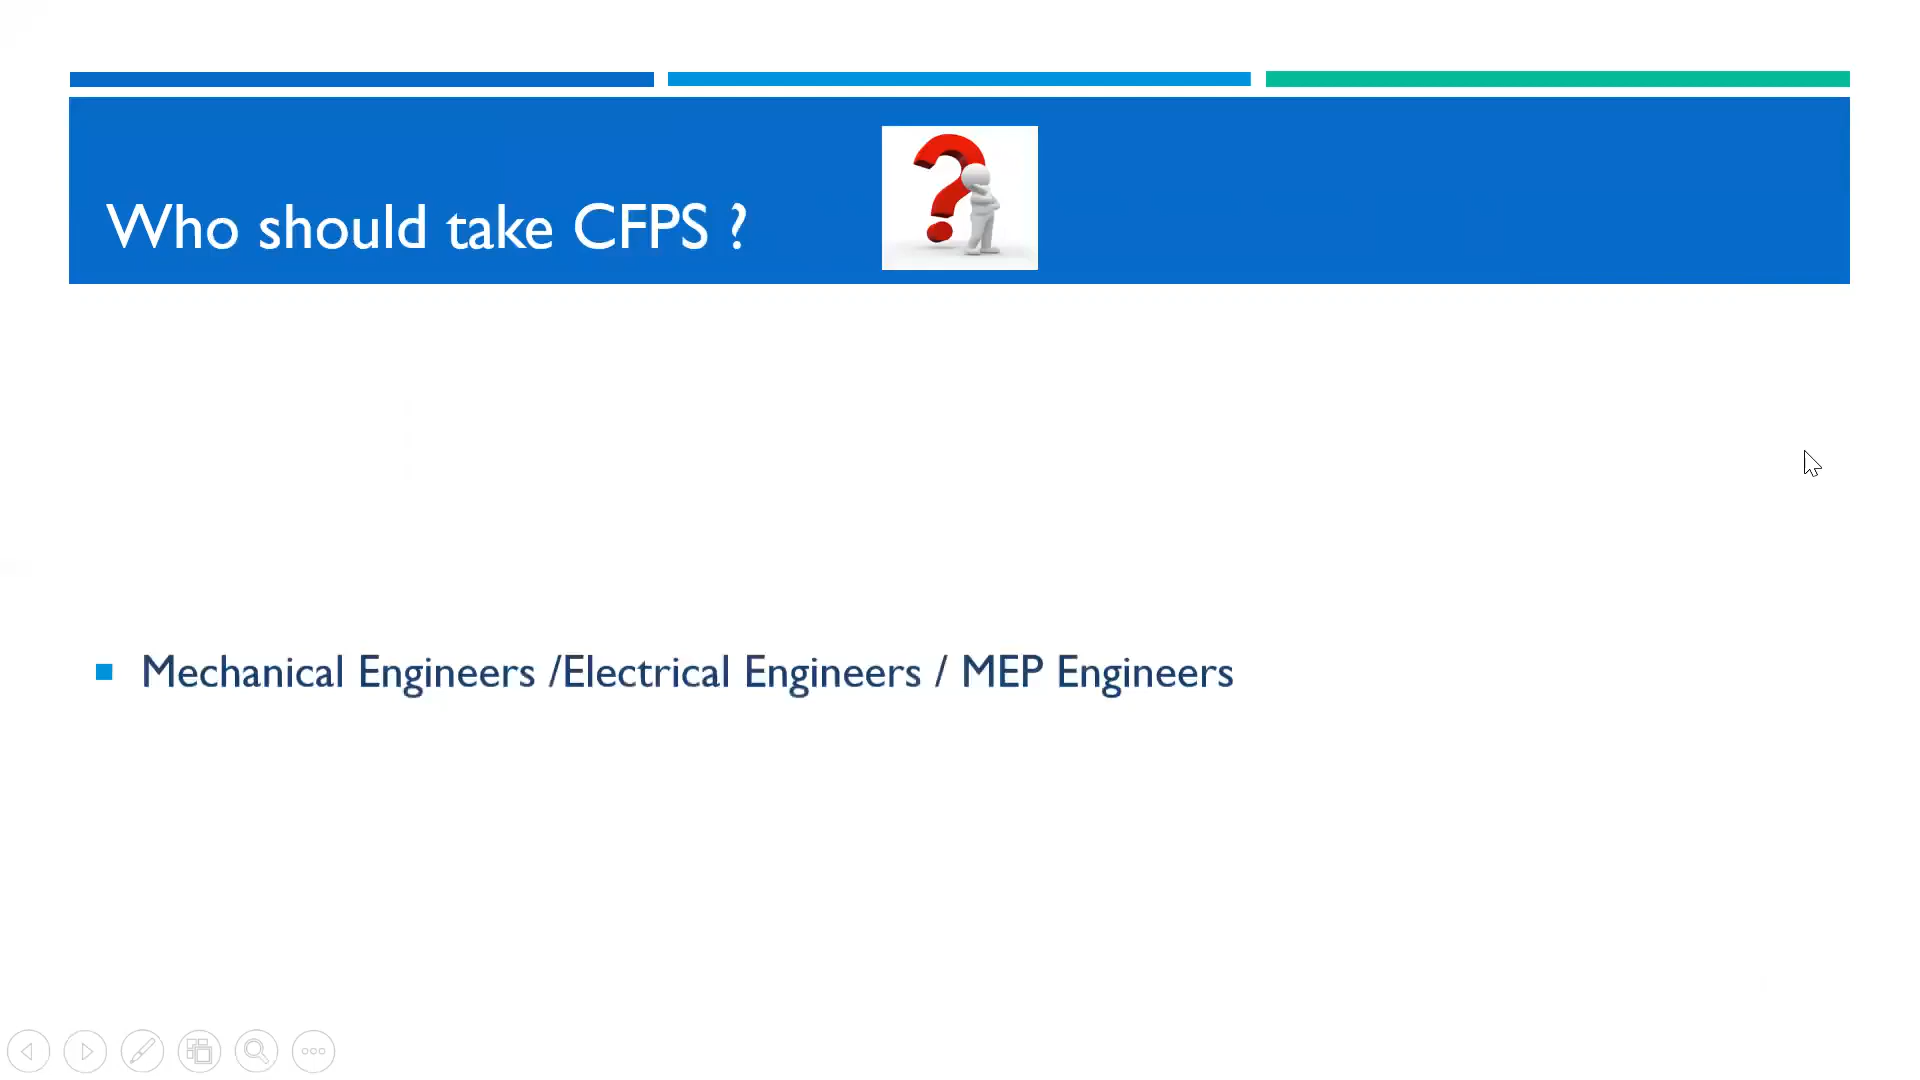 Who should take CFPS ?
Mechanical Engineers /Electrical Engineers / MEP Engineers